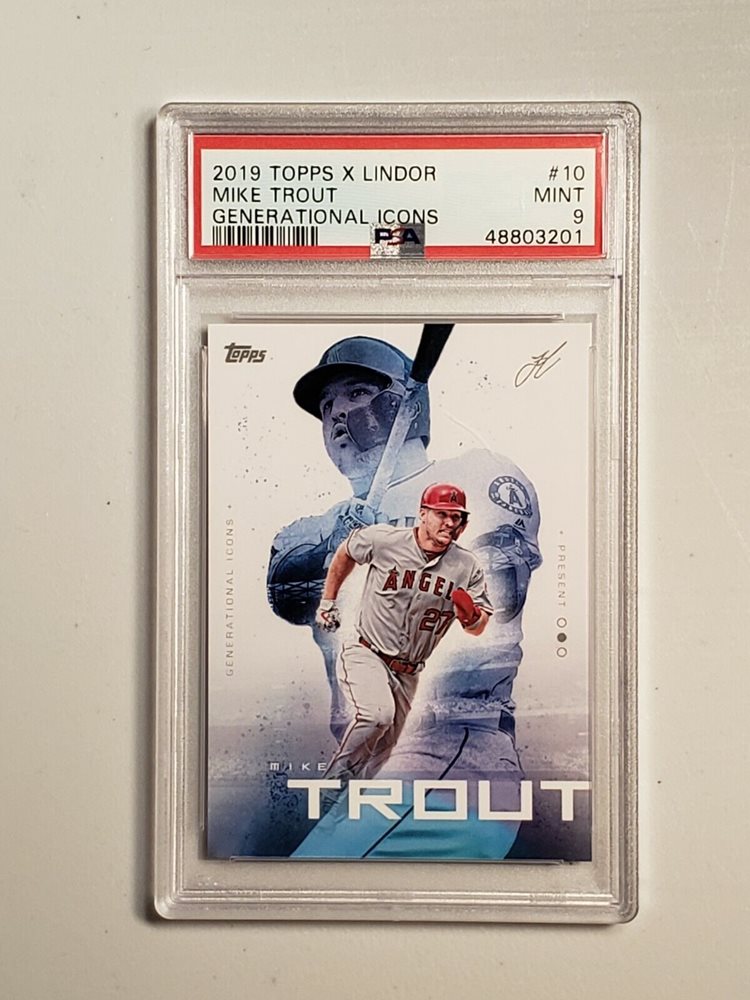 2019 TOPPS X LINDOR #10
MIKE TROUT MINT
GENERATIONAL ICONS 9
PSA 48803201
Topps
GENERATIONAL ICONS
PRESENT
ANGEL
27
MIKE
TROUT